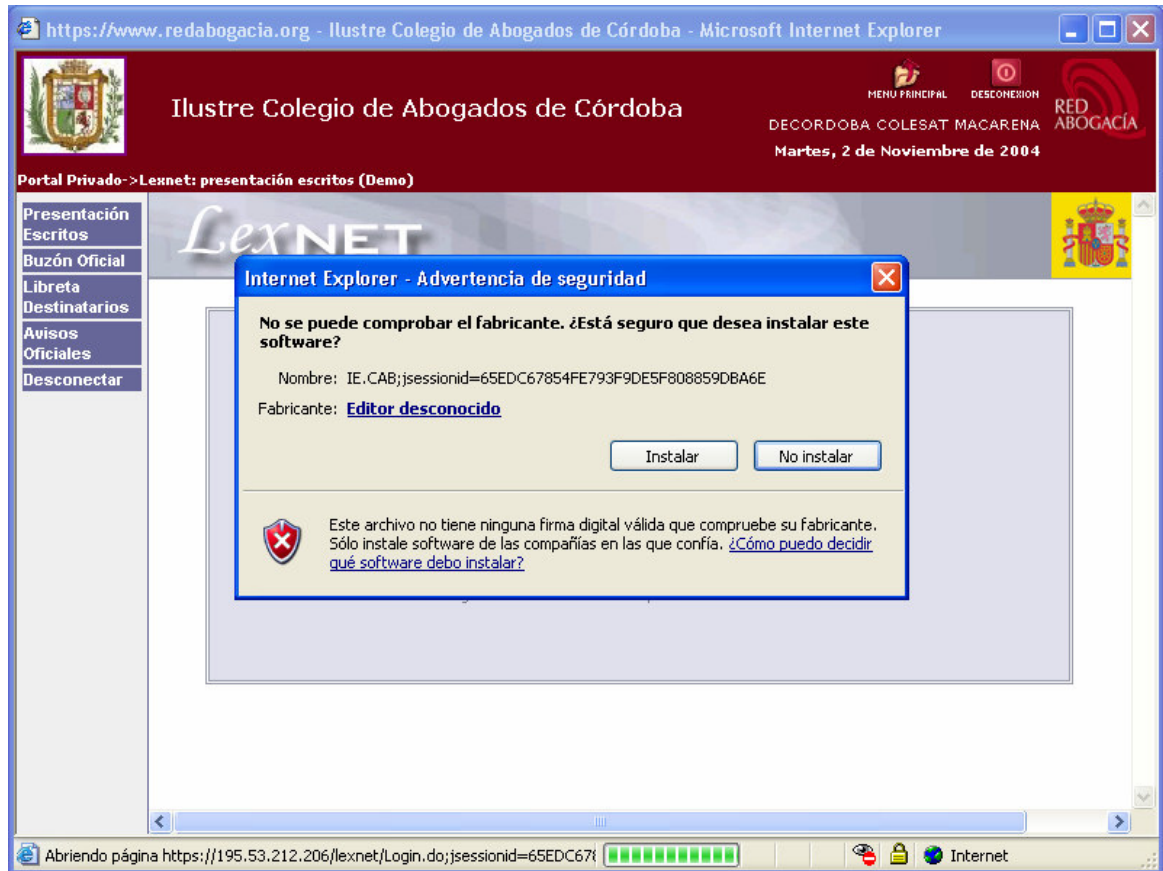 https://www.redabogacia.org - Ilustre Colegio de Abogados de Córdoba - Microsoft Internet Explorer
Ilustre Colegio de Abogados de Córdoba
MENU PRINCIPAL
DESCONEXION
RED
ABOGACÍA
DECORDOBA COLESAT MACARENA
Martes, 2 de Noviembre de 2004
Portal Privado->Lexnet: presentación escritos (Demo)
Presentación
Escritos
Buzón Oficial
Libreta
Destinatarios
Avisos
Oficiales
Desconectar
LexNET
Internet Explorer - Advertencia de seguridad
No se puede comprobar el fabricante. ¿Está seguro que desea instalar este
software?
Nombre: IE.CAB;jsessionid=65EDC67854FE793F9DE5F808859DBA6E
Fabricante: Editor desconocido
Instalar
No instalar
Este archivo no tiene ninguna firma digital válida que compruebe su fabricante.
Sólo instale software de las compañías en las que confía. ¿Cómo puedo decidir
qué software debo instalar?
Abriendo página https://195.53.212.206/lexnet/Login.do;jsessionid=65EDC678
Internet